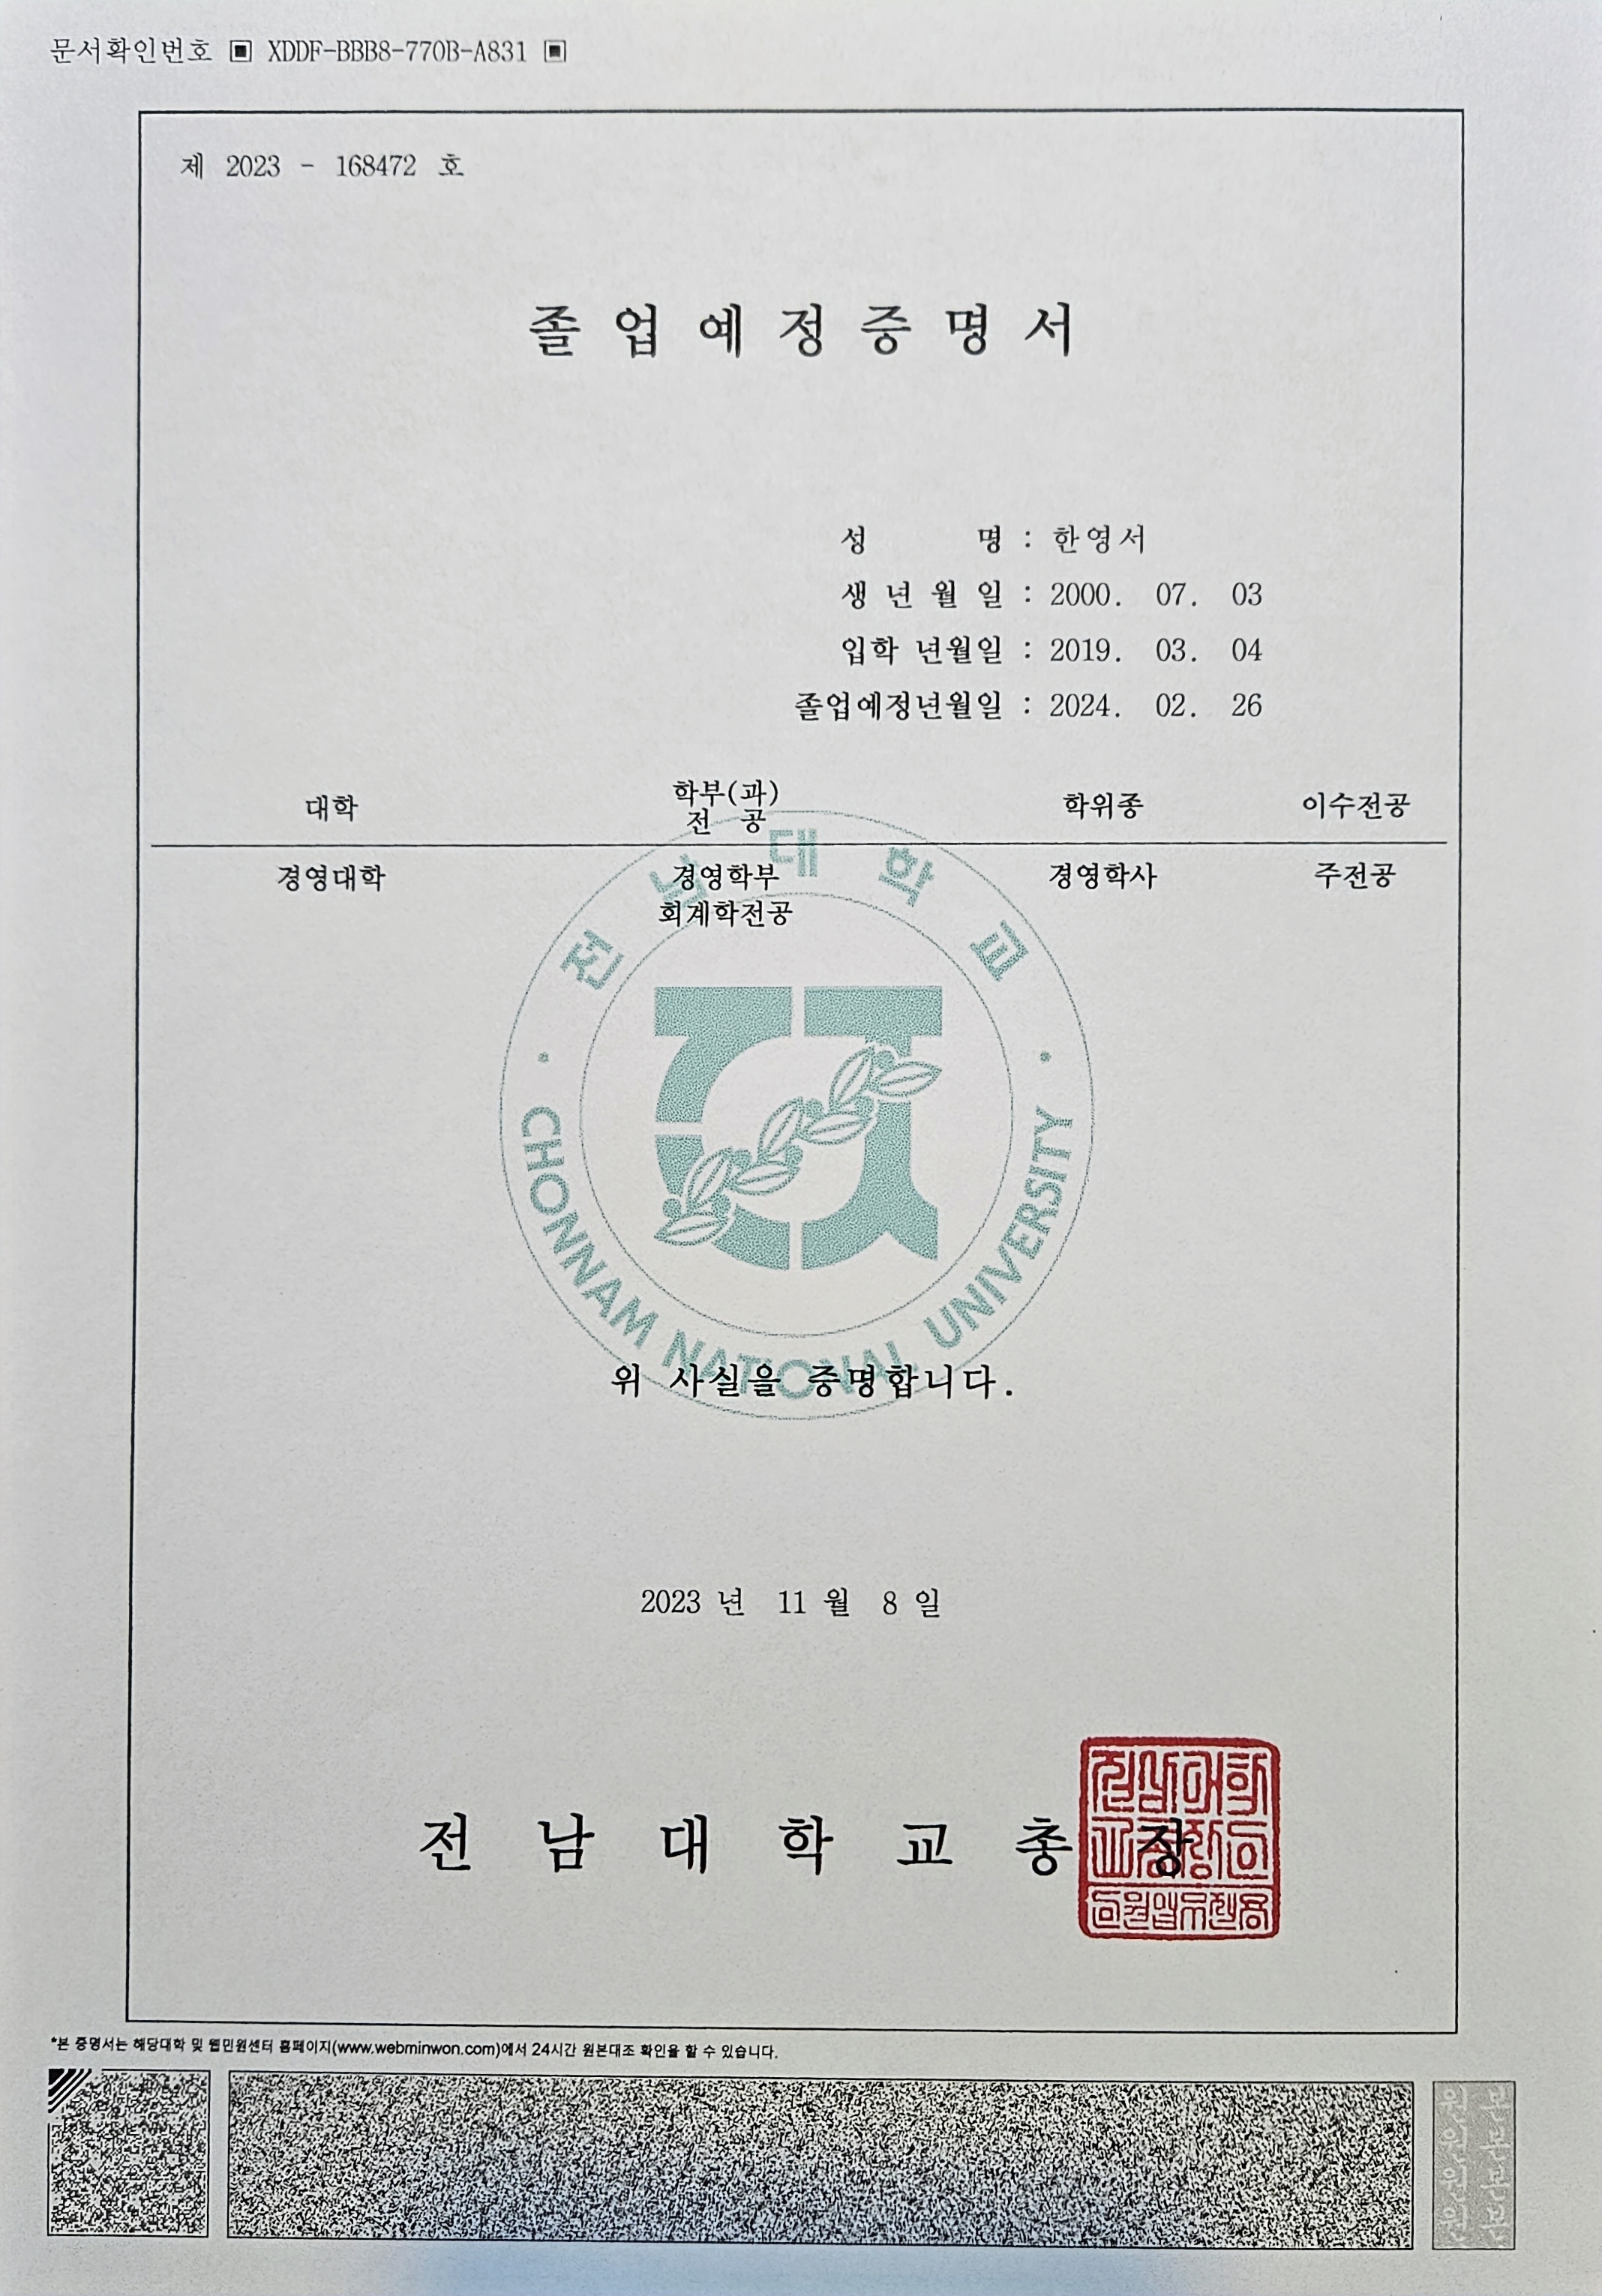 문서확인번호 ▣ XDDF-BBB8-770B-A831 ▣
제 2023 - 168472 호
졸업예정증명서
성 명 : 한영서
생년월일 : 2000. 07. 03
입학 년월일 : 2019. 03. 04
졸업예정년월일 : 2024. 02. 26
대학 학부(과) 전 공 학위종 이수전공
경영대학 경영학부 경영학사 주전공
회계학전공
전남대학교
CHONNAM NATIONAL UNIVERSITY
위 사실을 증명합니다.
2023 년 11 월 8 일
전남대학교총장
*본 증명서는 해당대학 및 웹민원센터 홈페이지(www.webminwon.com)에서 24시간 원본대조 확인을 할 수 있습니다.
원본
원본
원본
원본